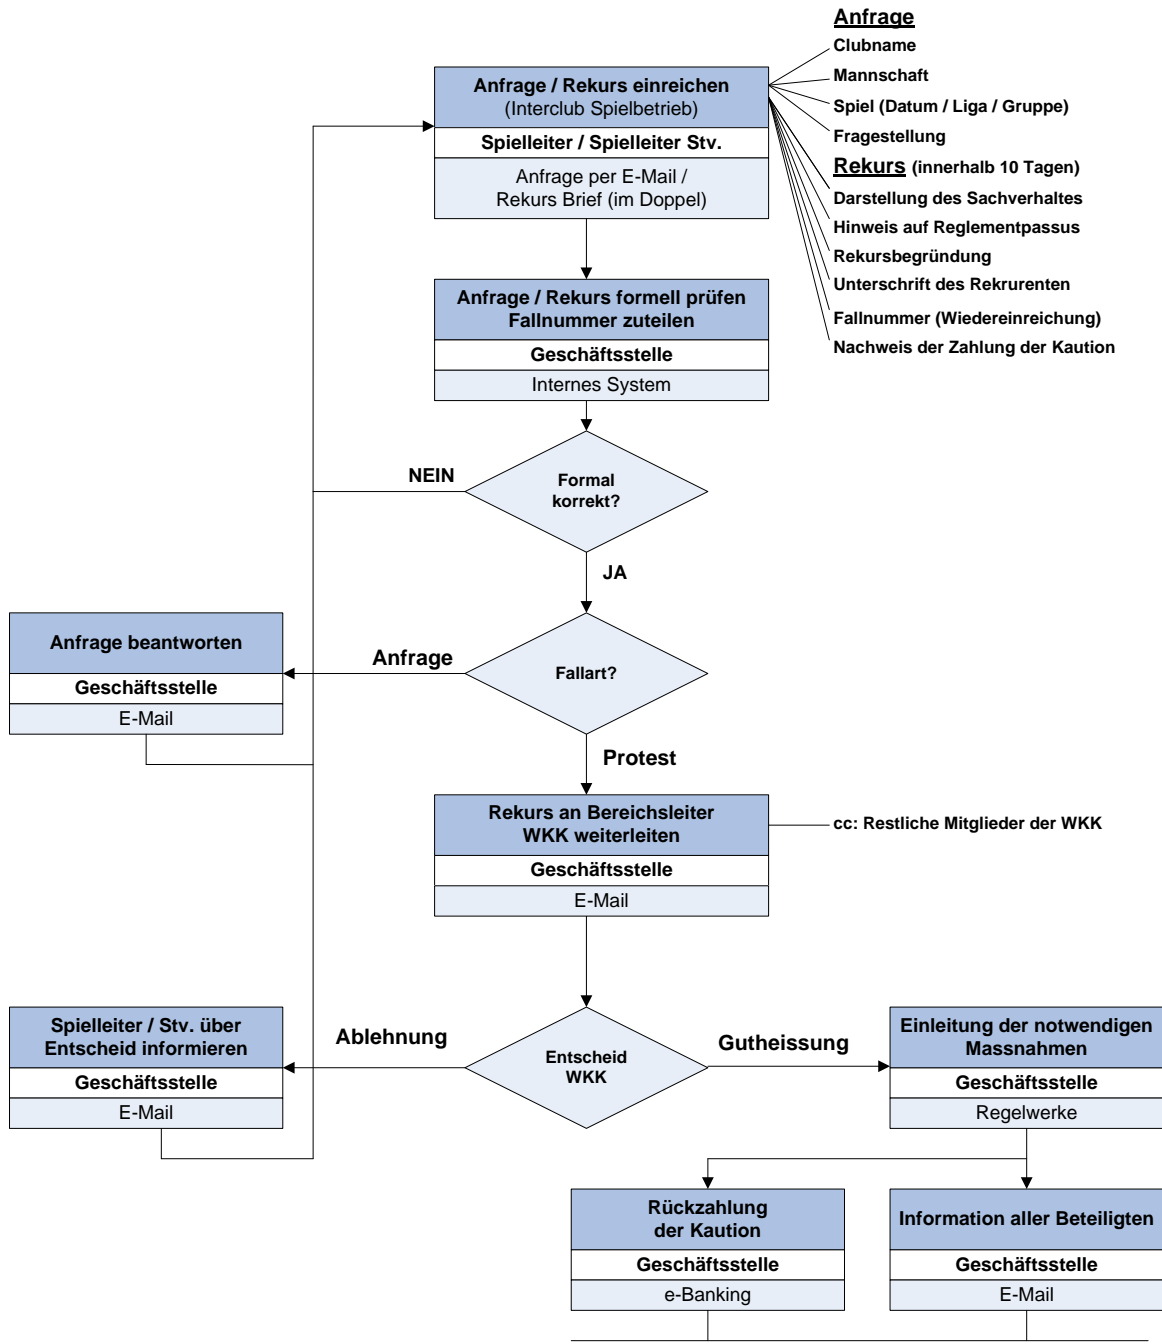 Anfrage
Clubname
Mannschaft
Spiel (Datum / Liga / Gruppe)
Fragestellung
Rekurs (innerhalb 10 Tagen)
Darstellung des Sachverhaltes
Hinweis auf Reglementpassus
Rekursbegründung
Unterschrift des Rekrurenten
Fallnummer (Wiedereinreichung)
Nachweis der Zahlung der Kaution
Anfrage / Rekurs einreichen
(Interclub Spielbetrieb)
Spielleiter / Spielleiter Stv.
Anfrage per E-Mail /
Rekurs Brief (im Doppel)
Anfrage / Rekurs formell prüfen
Fallnummer zuteilen
Geschäftsstelle
Internes System
NEIN
Formal
korrekt?
JA
Anfrage beantworten
Geschäftsstelle
E-Mail
Anfrage
Fallart?
Protest
Rekurs an Bereichsleiter
WKK weiterleiten
Geschäftsstelle
E-Mail
cc: Restliche Mitglieder der WKK
Spielleiter / Stv. über
Entscheid informieren
Geschäftsstelle
E-Mail
Ablehnung
Entscheid
WKK
Gutheissung
Einleitung der notwendigen
Massnahmen
Geschäftsstelle
Regelwerke
Rückzahlung
der Kaution
Geschäftsstelle
e-Banking
Information aller Beteiligten
Geschäftsstelle
E-Mail